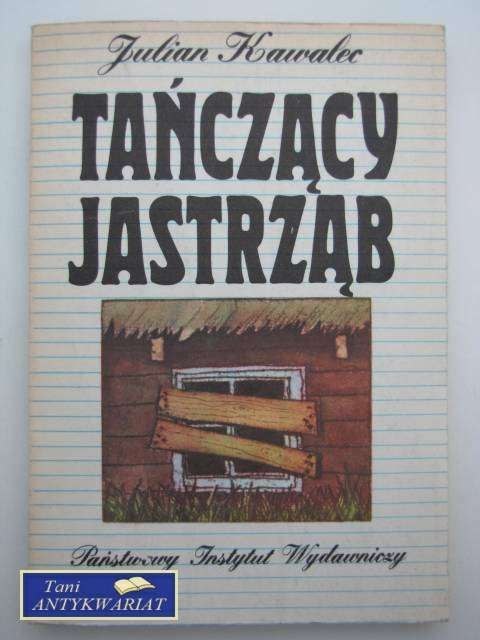 Julian Kawalec
TAŃCZĄCY
JASTRZĄB
Państwowy Instytut Wydawniczy
Tani
ANTYKWARIAT